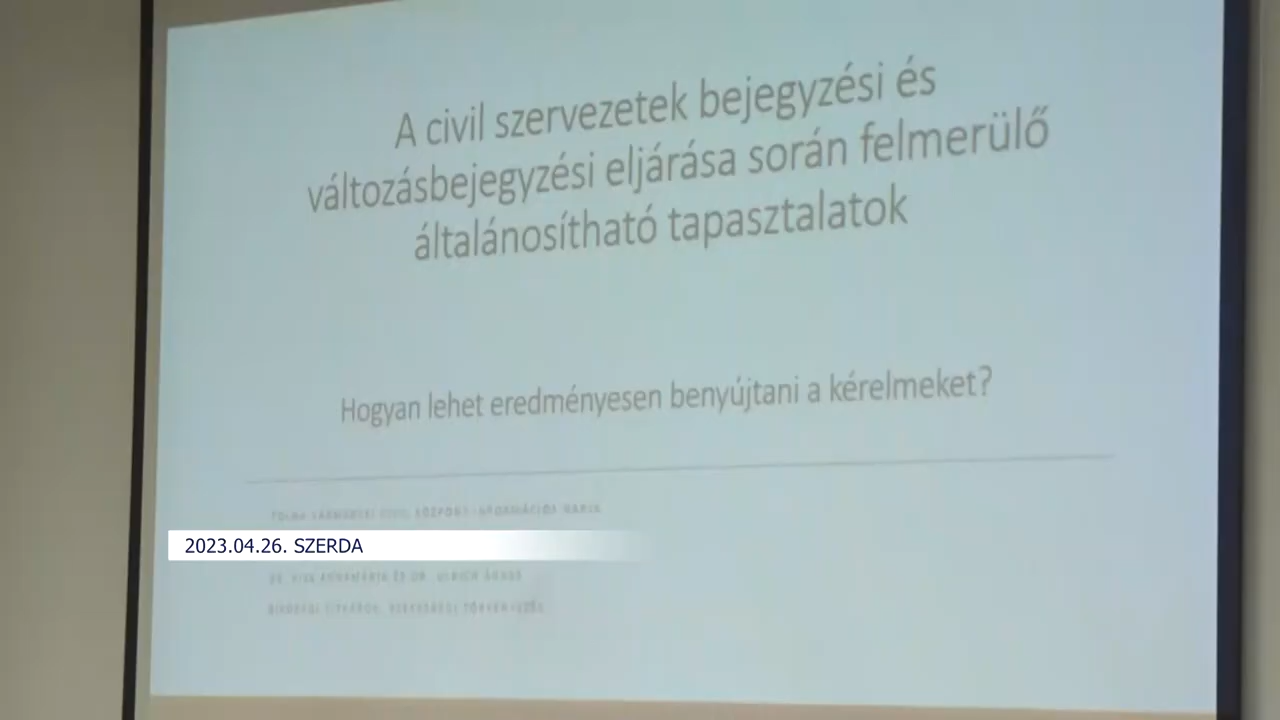 A civil szervezetek bejegyzési és
változásbejegyzési eljárása során felmerülő
általánosítható tapasztalatok
Hogyan lehet eredményesen benyújtani a kérelmeket?
2023.04.26. SZERDA